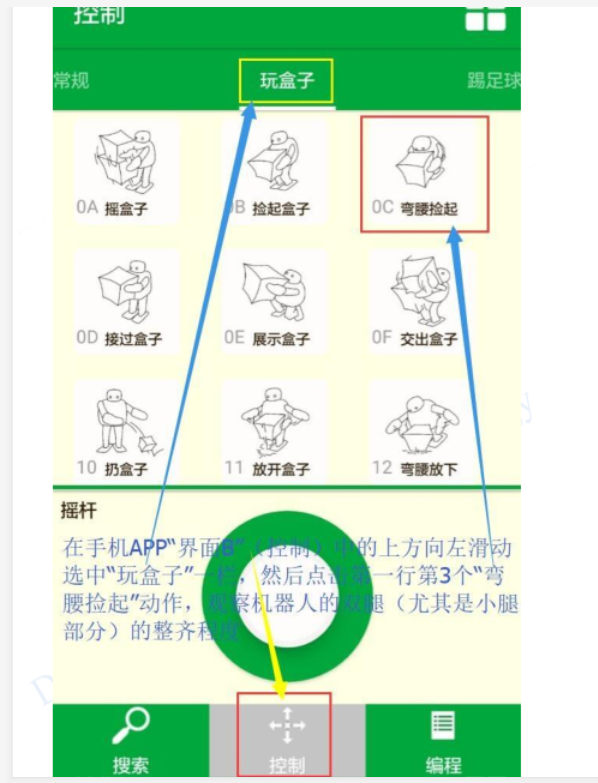 控制
常规 玩盒子 踢足球
0A 摇盒子 0B 捡起盒子 0C 弯腰捡起
0D 接过盒子 0E 展示盒子 0F 交出盒子
10 扔盒子 11 放开盒子 12 弯腰放下
摇杆
在手机APP“界面B”（控制）中的上方向左滑动
选中“玩盒子”一栏，然后点击第一行第3个“弯
腰捡起”动作，观察机器人的双腿（尤其是小腿
部分）的整齐程度
搜索 控制 编程